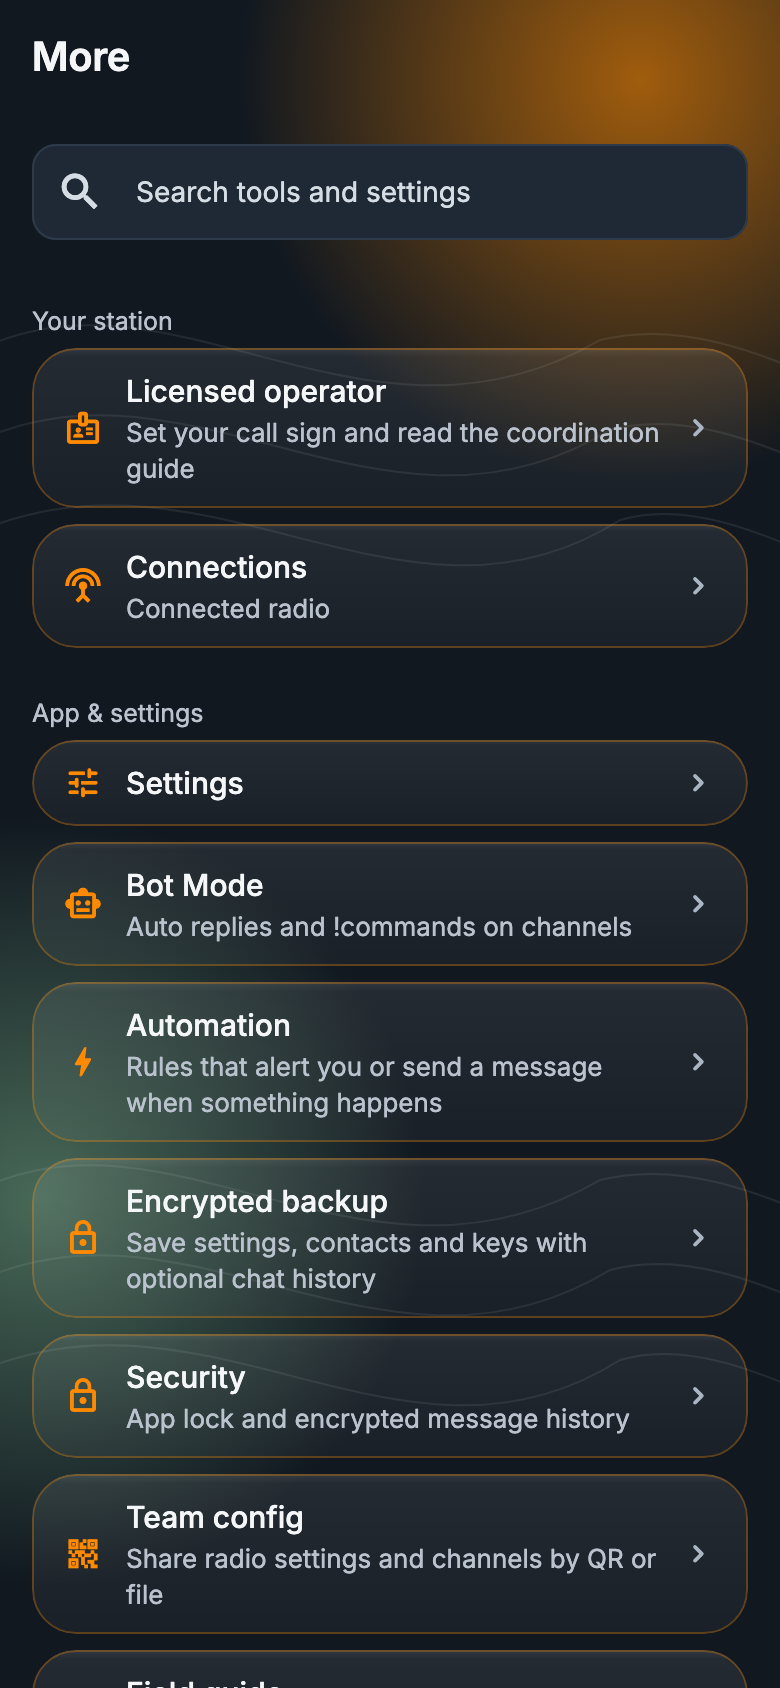 More
Search tools and settings
Your station
Licensed operator
Set your call sign and read the coordination
guide
Connections
Connected radio
App & settings
Settings
Bot Mode
Auto replies and !commands on channels
Automation
Rules that alert you or send a message
when something happens
Encrypted backup
Save settings, contacts and keys with
optional chat history
Security
App lock and encrypted message history
Team config
Share radio settings and channels by QR or
file
Field guide